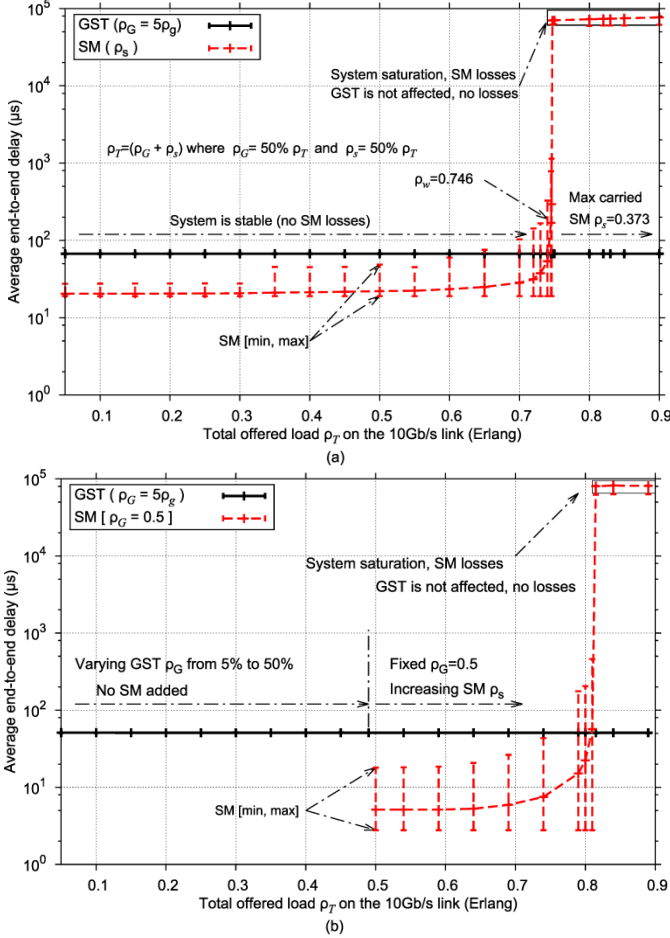 GST (ρG = 5ρg)
SM ( ρs )
System saturation, SM losses
GST is not affected, no losses
ρT=(ρG + ρs) where ρG= 50% ρT and ρs= 50% ρT
ρw=0.746
Max carried
SM ρs=0.373
System is stable (no SM losses)
SM [min, max]
Average end-to-end delay (µs)
10^5
10^4
10^3
10^2
10^1
10^0
0.1 0.2 0.3 0.4 0.5 0.6 0.7 0.8 0.9
Total offered load ρT on the 10Gb/s link (Erlang)
(a)
GST ( ρG = 5ρg )
SM [ ρG = 0.5 ]
System saturation, SM losses
GST is not affected, no losses
Varying GST ρG from 5% to 50%
No SM added
Fixed ρG=0.5
Increasing SM ρs
SM [min, max]
Average end-to-end delay (µs)
10^5
10^4
10^3
10^2
10^1
10^0
0.1 0.2 0.3 0.4 0.5 0.6 0.7 0.8 0.9
Total offered load ρT on the 10Gb/s link (Erlang)
(b)